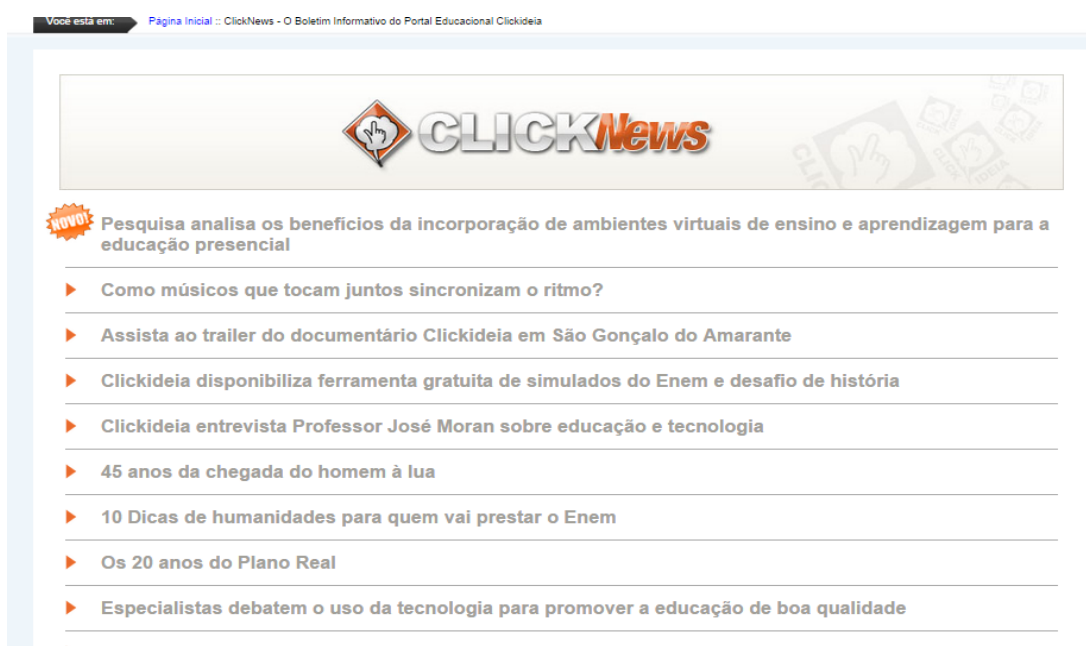 Você está em:
Página Inicial :: ClickNews - O Boletim Informativo do Portal Educacional Clickideia
CLICKNews
CLICK IDEIA
NOVO!
Pesquisa analisa os benefícios da incorporação de ambientes virtuais de ensino e aprendizagem para a
educação presencial
Como músicos que tocam juntos sincronizam o ritmo?
Assista ao trailer do documentário Clickideia em São Gonçalo do Amarante
Clickideia disponibiliza ferramenta gratuita de simulados do Enem e desafio de história
Clickideia entrevista Professor José Moran sobre educação e tecnologia
45 anos da chegada do homem à lua
10 Dicas de humanidades para quem vai prestar o Enem
Os 20 anos do Plano Real
Especialistas debatem o uso da tecnologia para promover a educação de boa qualidade